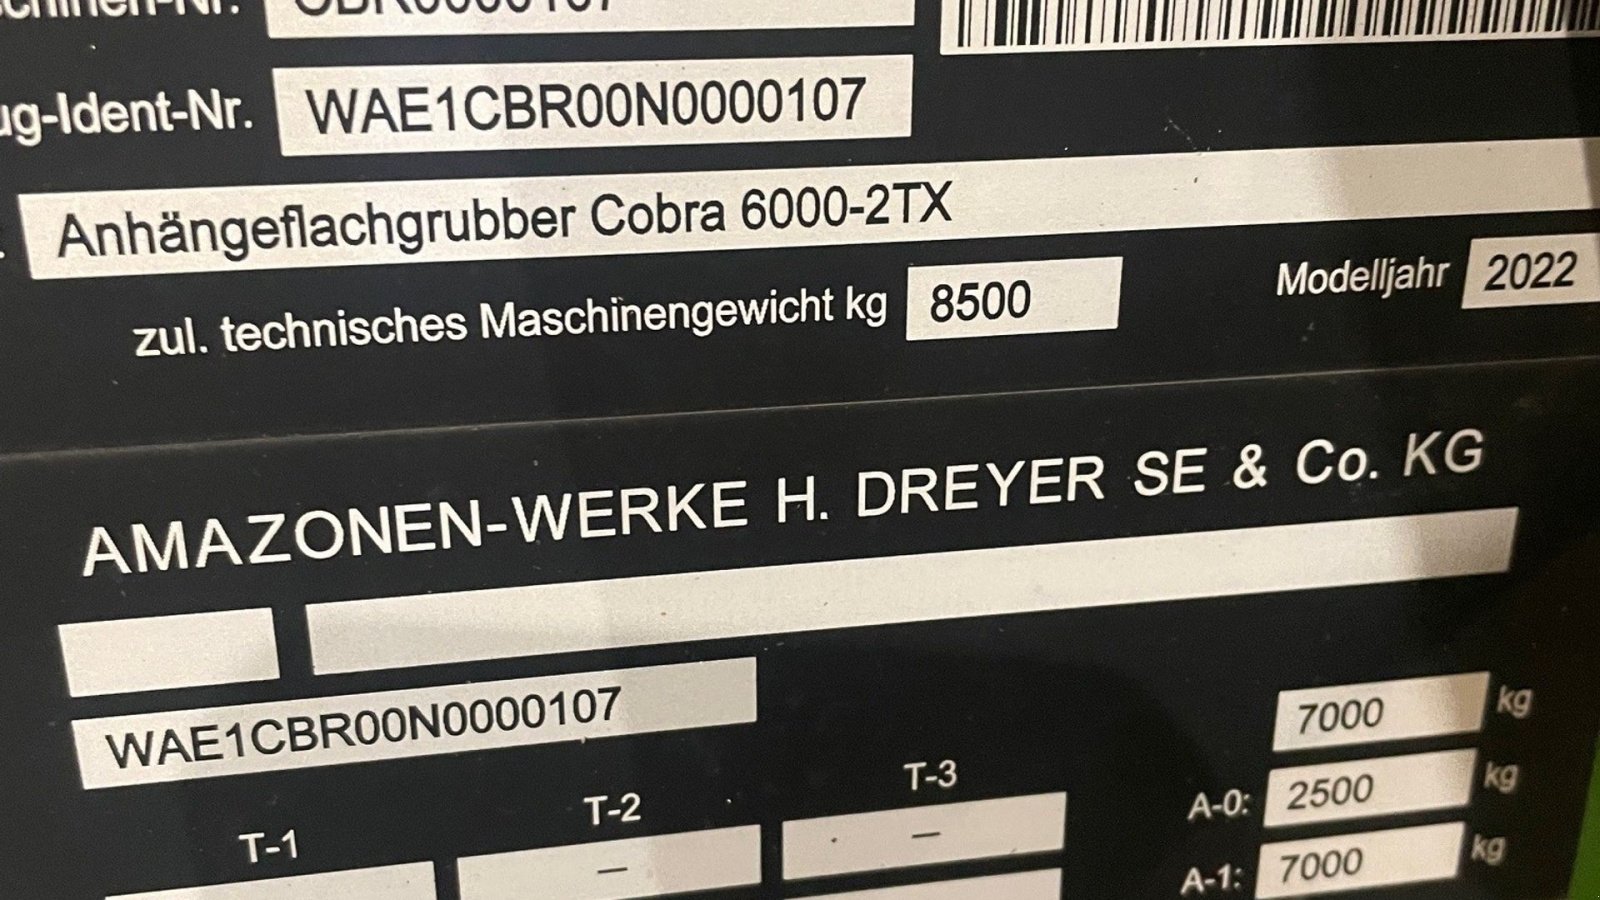 CBR0000107
ug-Ident-Nr. WAE1CBR00N0000107
Anhängeflachgrubber Cobra 6000-2TX
zul. technisches Maschinengewicht kg 8500 Modelljahr 2022
AMAZONEN-WERKE H. DREYER SE & Co. KG
WAE1CBR00N0000107
7000 kg
A-0: 2500 kg
T-1 T-2 T-3
– –
A-1: 7000 kg